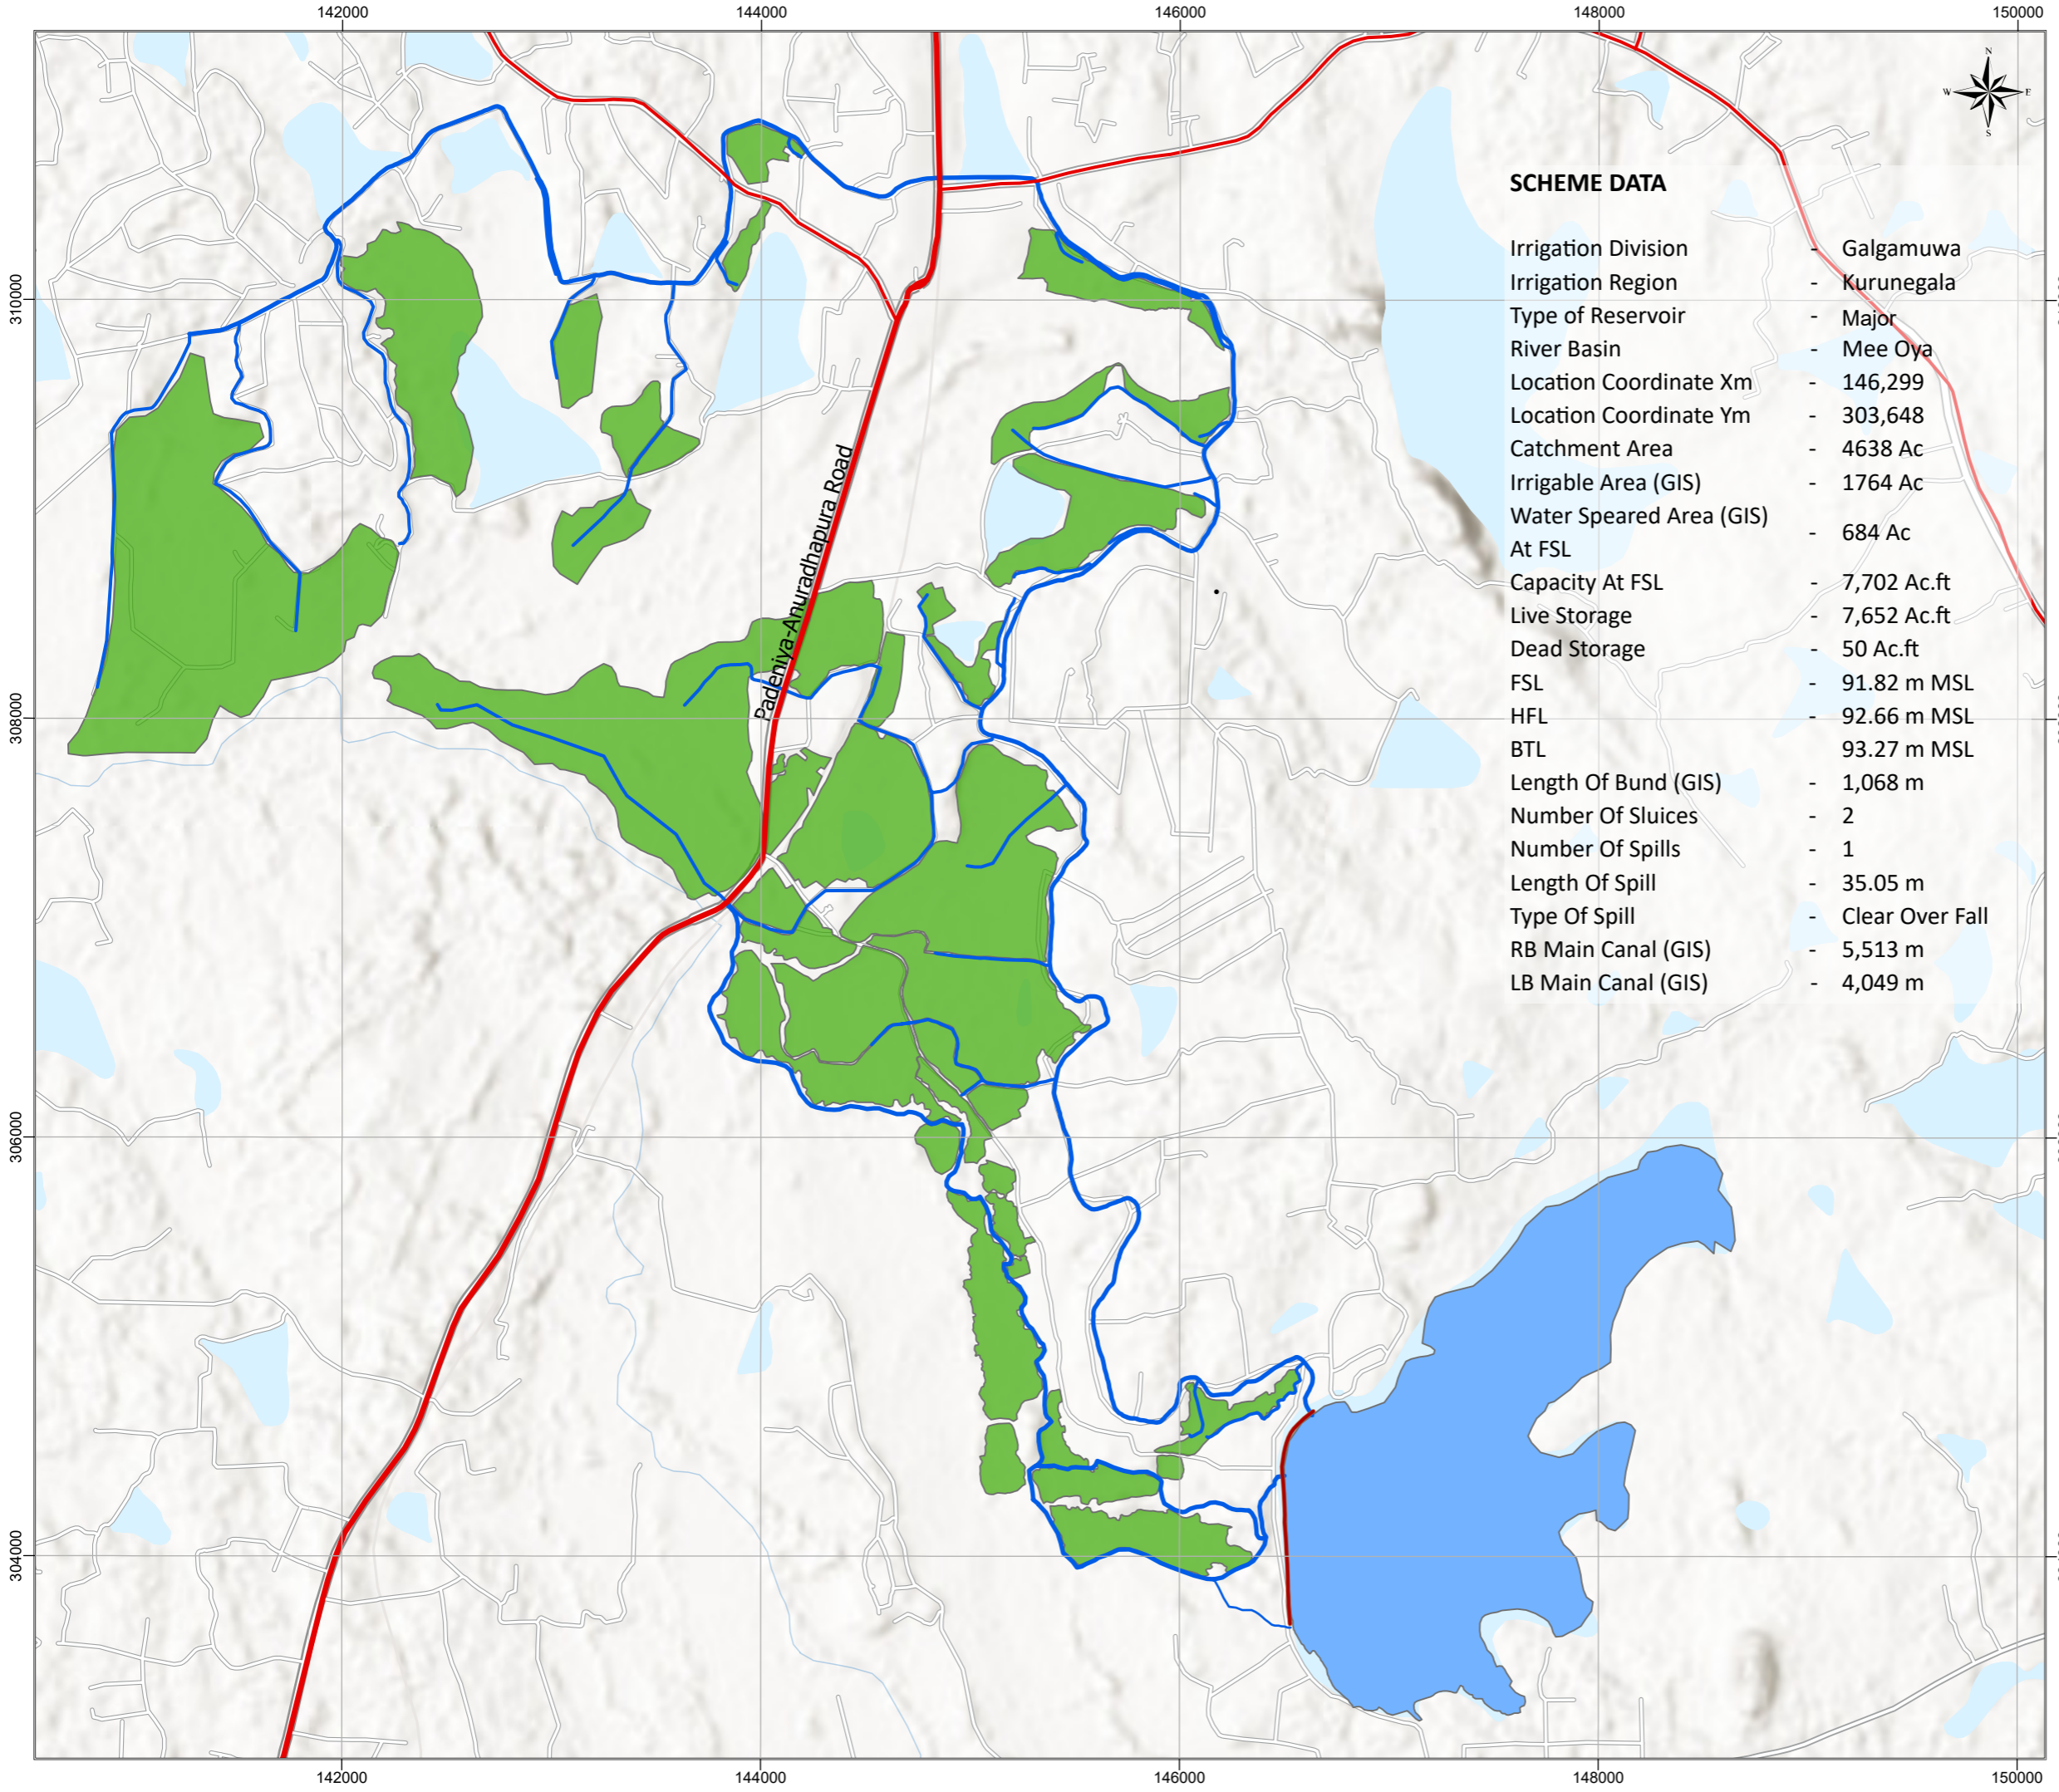 142000 144000 146000 148000 150000
N
W E
S
SCHEME DATA
Irrigation Division - Galgamuwa
Irrigation Region - Kurunegala
Type of Reservoir - Major
River Basin - Mee Oya
Location Coordinate Xm - 146,299
Location Coordinate Ym - 303,648
Catchment Area - 4638 Ac
Irrigable Area (GIS) - 1764 Ac
Water Speared Area (GIS)
At FSL - 684 Ac
Capacity At FSL - 7,702 Ac.ft
Live Storage - 7,652 Ac.ft
Dead Storage - 50 Ac.ft
FSL - 91.82 m MSL
HFL - 92.66 m MSL
BTL 93.27 m MSL
Length Of Bund (GIS) - 1,068 m
Number Of Sluices - 2
Number Of Spills - 1
Length Of Spill - 35.05 m
Type Of Spill - Clear Over Fall
RB Main Canal (GIS) - 5,513 m
LB Main Canal (GIS) - 4,049 m
Padeniya-Anuradhapura Road
310000
308000
306000
304000
142000 144000 146000 148000 150000